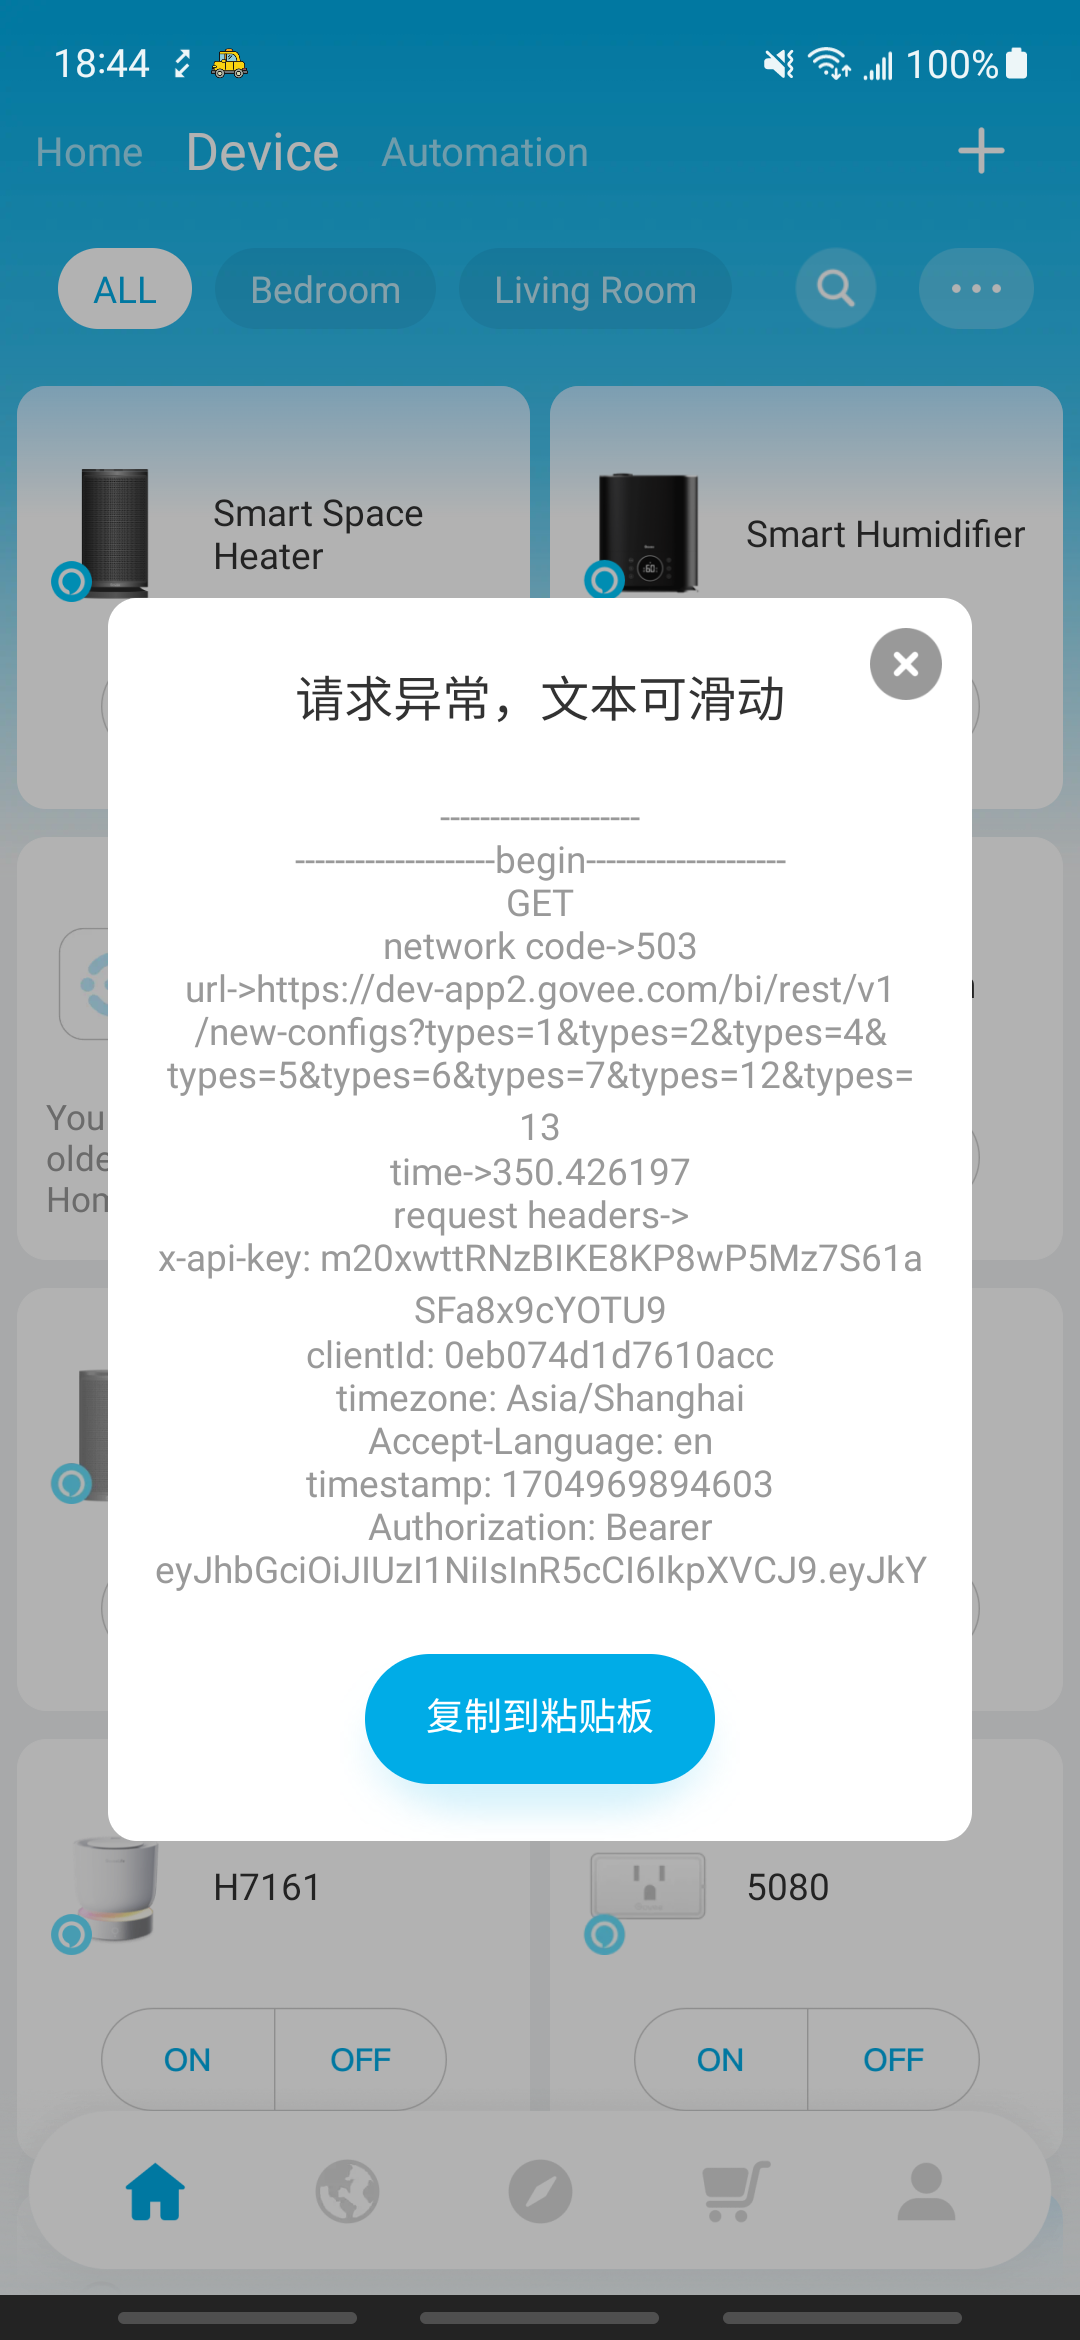 18:44
100%
Home Device Automation
ALL Bedroom Living Room
Smart Space
Heater
Smart Humidifier
请求异常，文本可滑动
--------------------
--------------------begin--------------------
GET
network code->503
url->https://dev-app2.govee.com/bi/rest/v1
/new-configs?types=1&types=2&types=4&
types=5&types=6&types=7&types=12&types=
13
time->350.426197
request headers->
x-api-key: m20xwttRNzBIKE8KP8wP5Mz7S61a
SFa8x9cYOTU9
clientId: 0eb074d1d7610acc
timezone: Asia/Shanghai
Accept-Language: en
timestamp: 1704969894603
Authorization: Bearer
eyJhbGciOiJIUzI1NiIsInR5cCI6IkpXVCJ9.eyJkY
You
olde
Hom
复制到粘贴板
H7161
5080
ON OFF
ON OFF